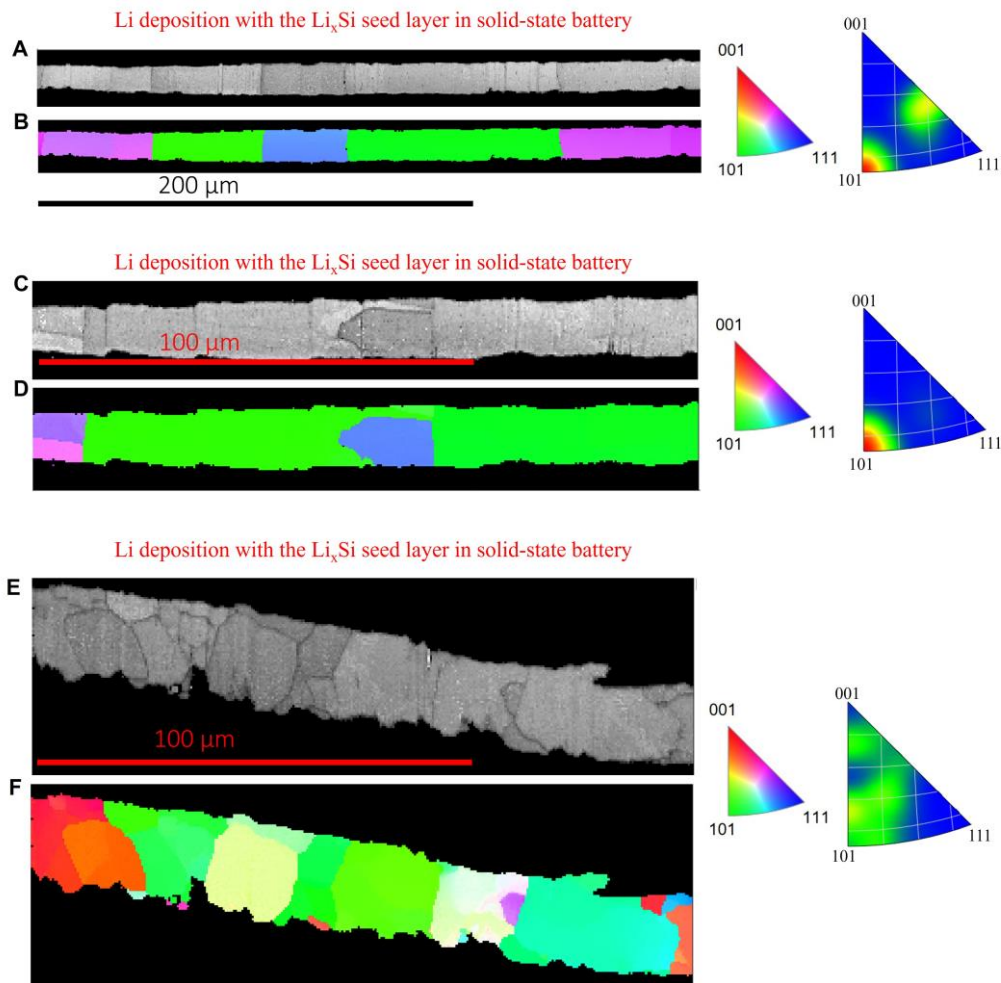 Li deposition with the LiₓSi seed layer in solid-state battery
A
B
200 μm
001
101
111
001
101
111
Li deposition with the LiₓSi seed layer in solid-state battery
C
100 μm
D
001
101
111
001
101
111
Li deposition with the LiₓSi seed layer in solid-state battery
E
100 μm
F
001
101
111
001
101
111